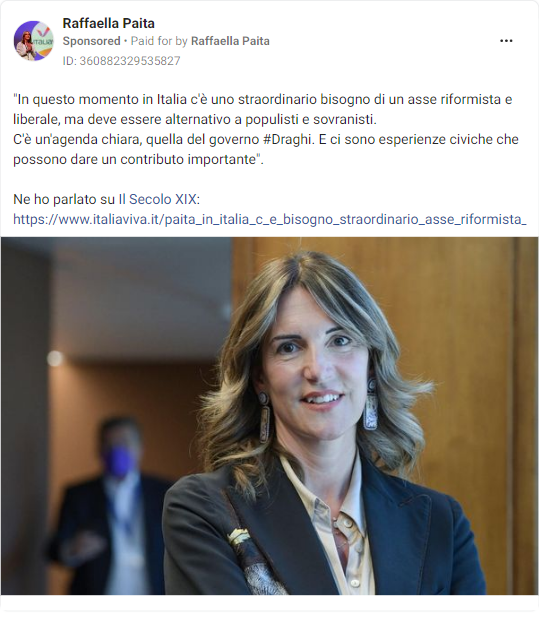 Raffaella Paita
Sponsored • Paid for by Raffaella Paita
ID: 360882329535827
"In questo momento in Italia c'è uno straordinario bisogno di un asse riformista e
liberale, ma deve essere alternativo a populisti e sovranisti.
C'è un'agenda chiara, quella del governo #Draghi. E ci sono esperienze civiche che
possono dare un contributo importante".
Ne ho parlato su Il Secolo XIX:
https://www.italiaviva.it/paita_in_italia_c_e_bisogno_straordinario_asse_riformista_